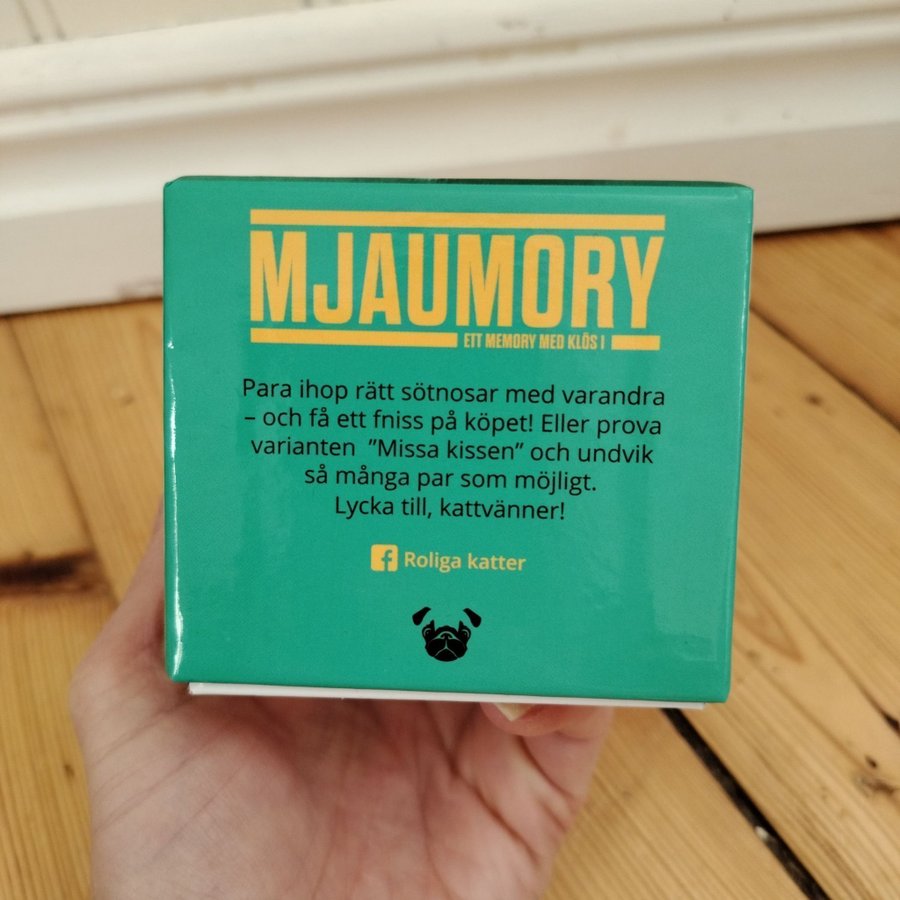 MJAUMORY
ETT MEMORY MED KLÖS I
Para ihop rätt sötnosar med varandra
– och få ett fniss på köpet! Eller prova
varianten ”Missa kissen” och undvik
så många par som möjligt.
Lycka till, kattvänner!
f Roliga katter